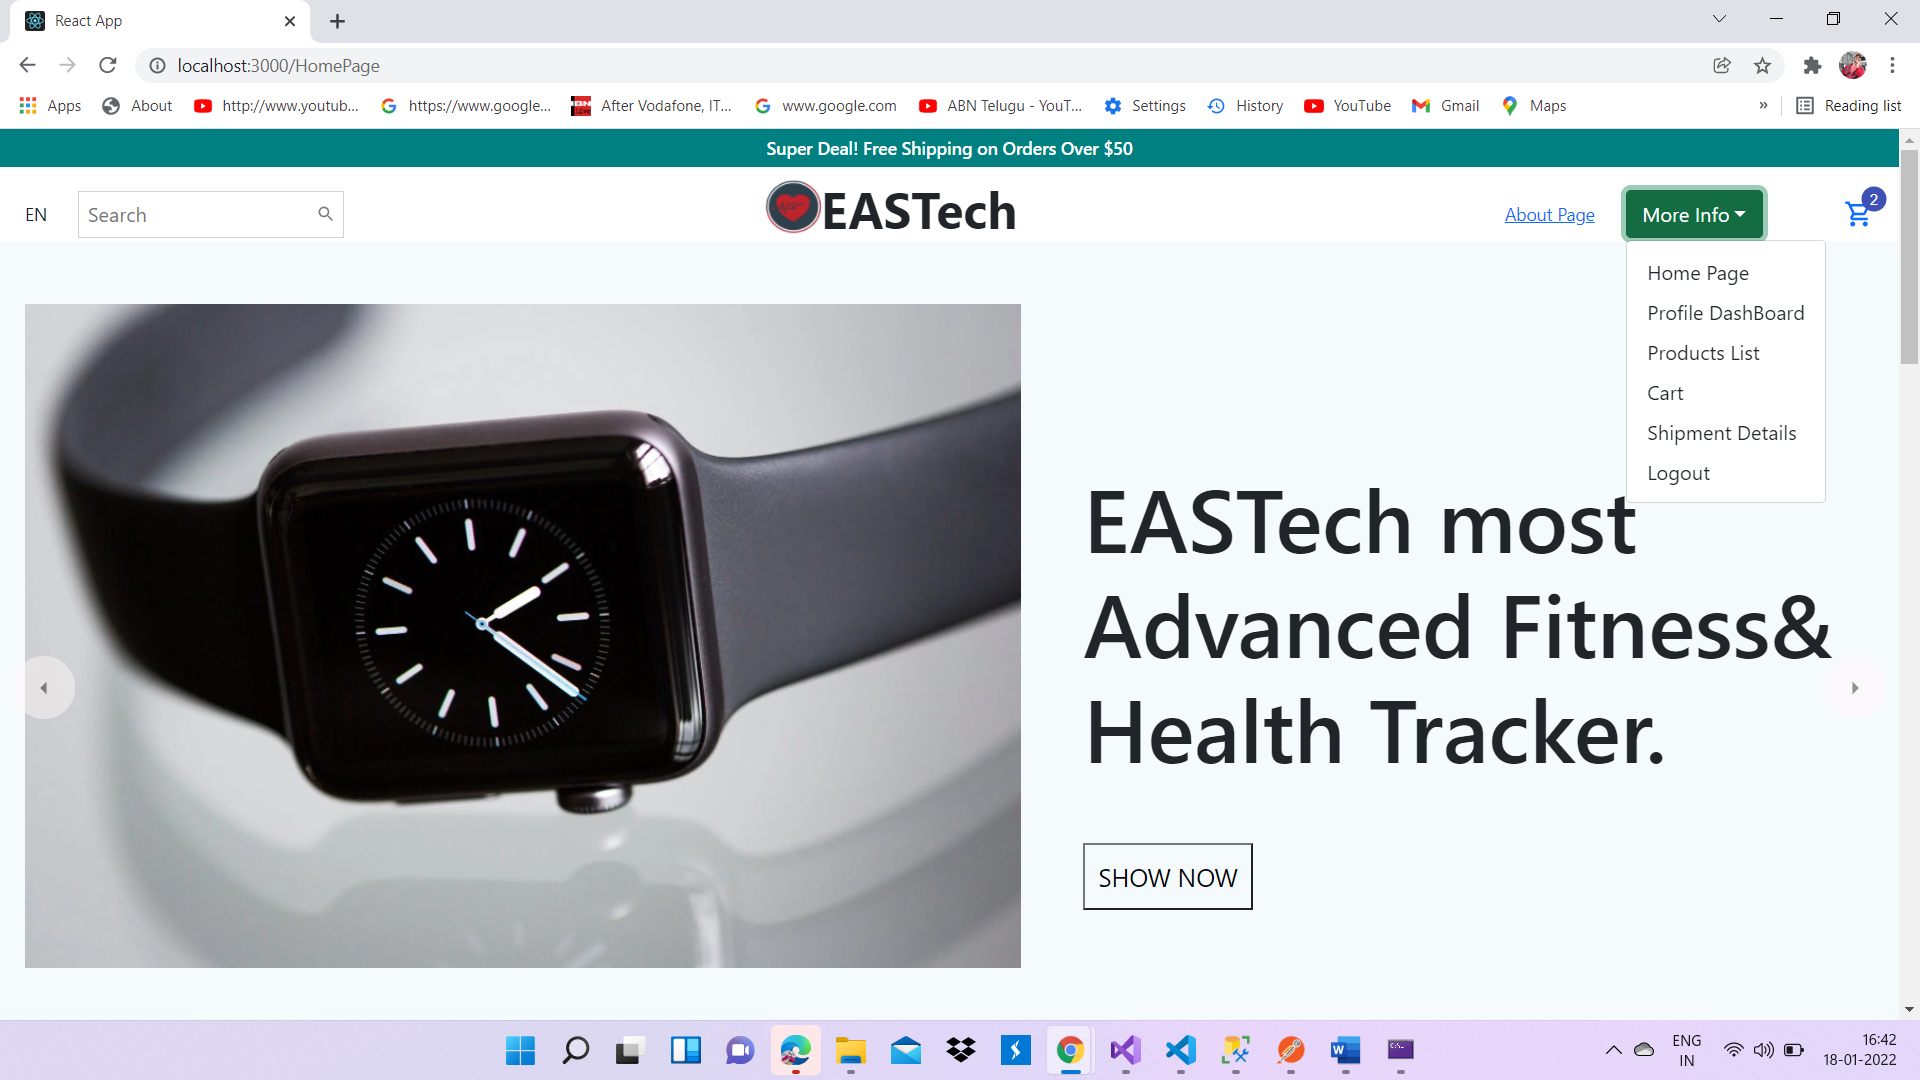 React App
localhost:3000/HomePage
Apps About http://www.youtub... https://www.google... After Vodafone, IT... www.google.com ABN Telugu - YouT... Settings History YouTube Gmail Maps » Reading list
Super Deal! Free Shipping on Orders Over $50
EN Search EASTech About Page More Info 2
Home Page
Profile DashBoard
Products List
Cart
Shipment Details
Logout
EASTech most
Advanced Fitness&
Health Tracker.
SHOW NOW
ENG 16:42
IN 18-01-2022